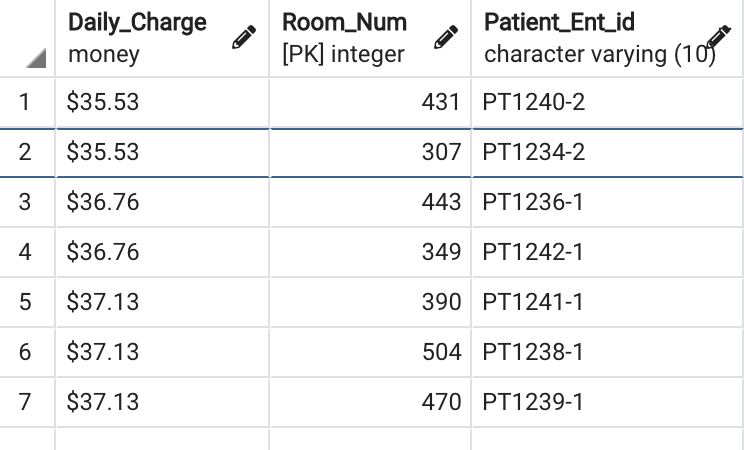 Daily_Charge Room_Num Patient_Ent_id
money [PK] integer character varying (10)
1 $35.53 431 PT1240-2
2 $35.53 307 PT1234-2
3 $36.76 443 PT1236-1
4 $36.76 349 PT1242-1
5 $37.13 390 PT1241-1
6 $37.13 504 PT1238-1
7 $37.13 470 PT1239-1